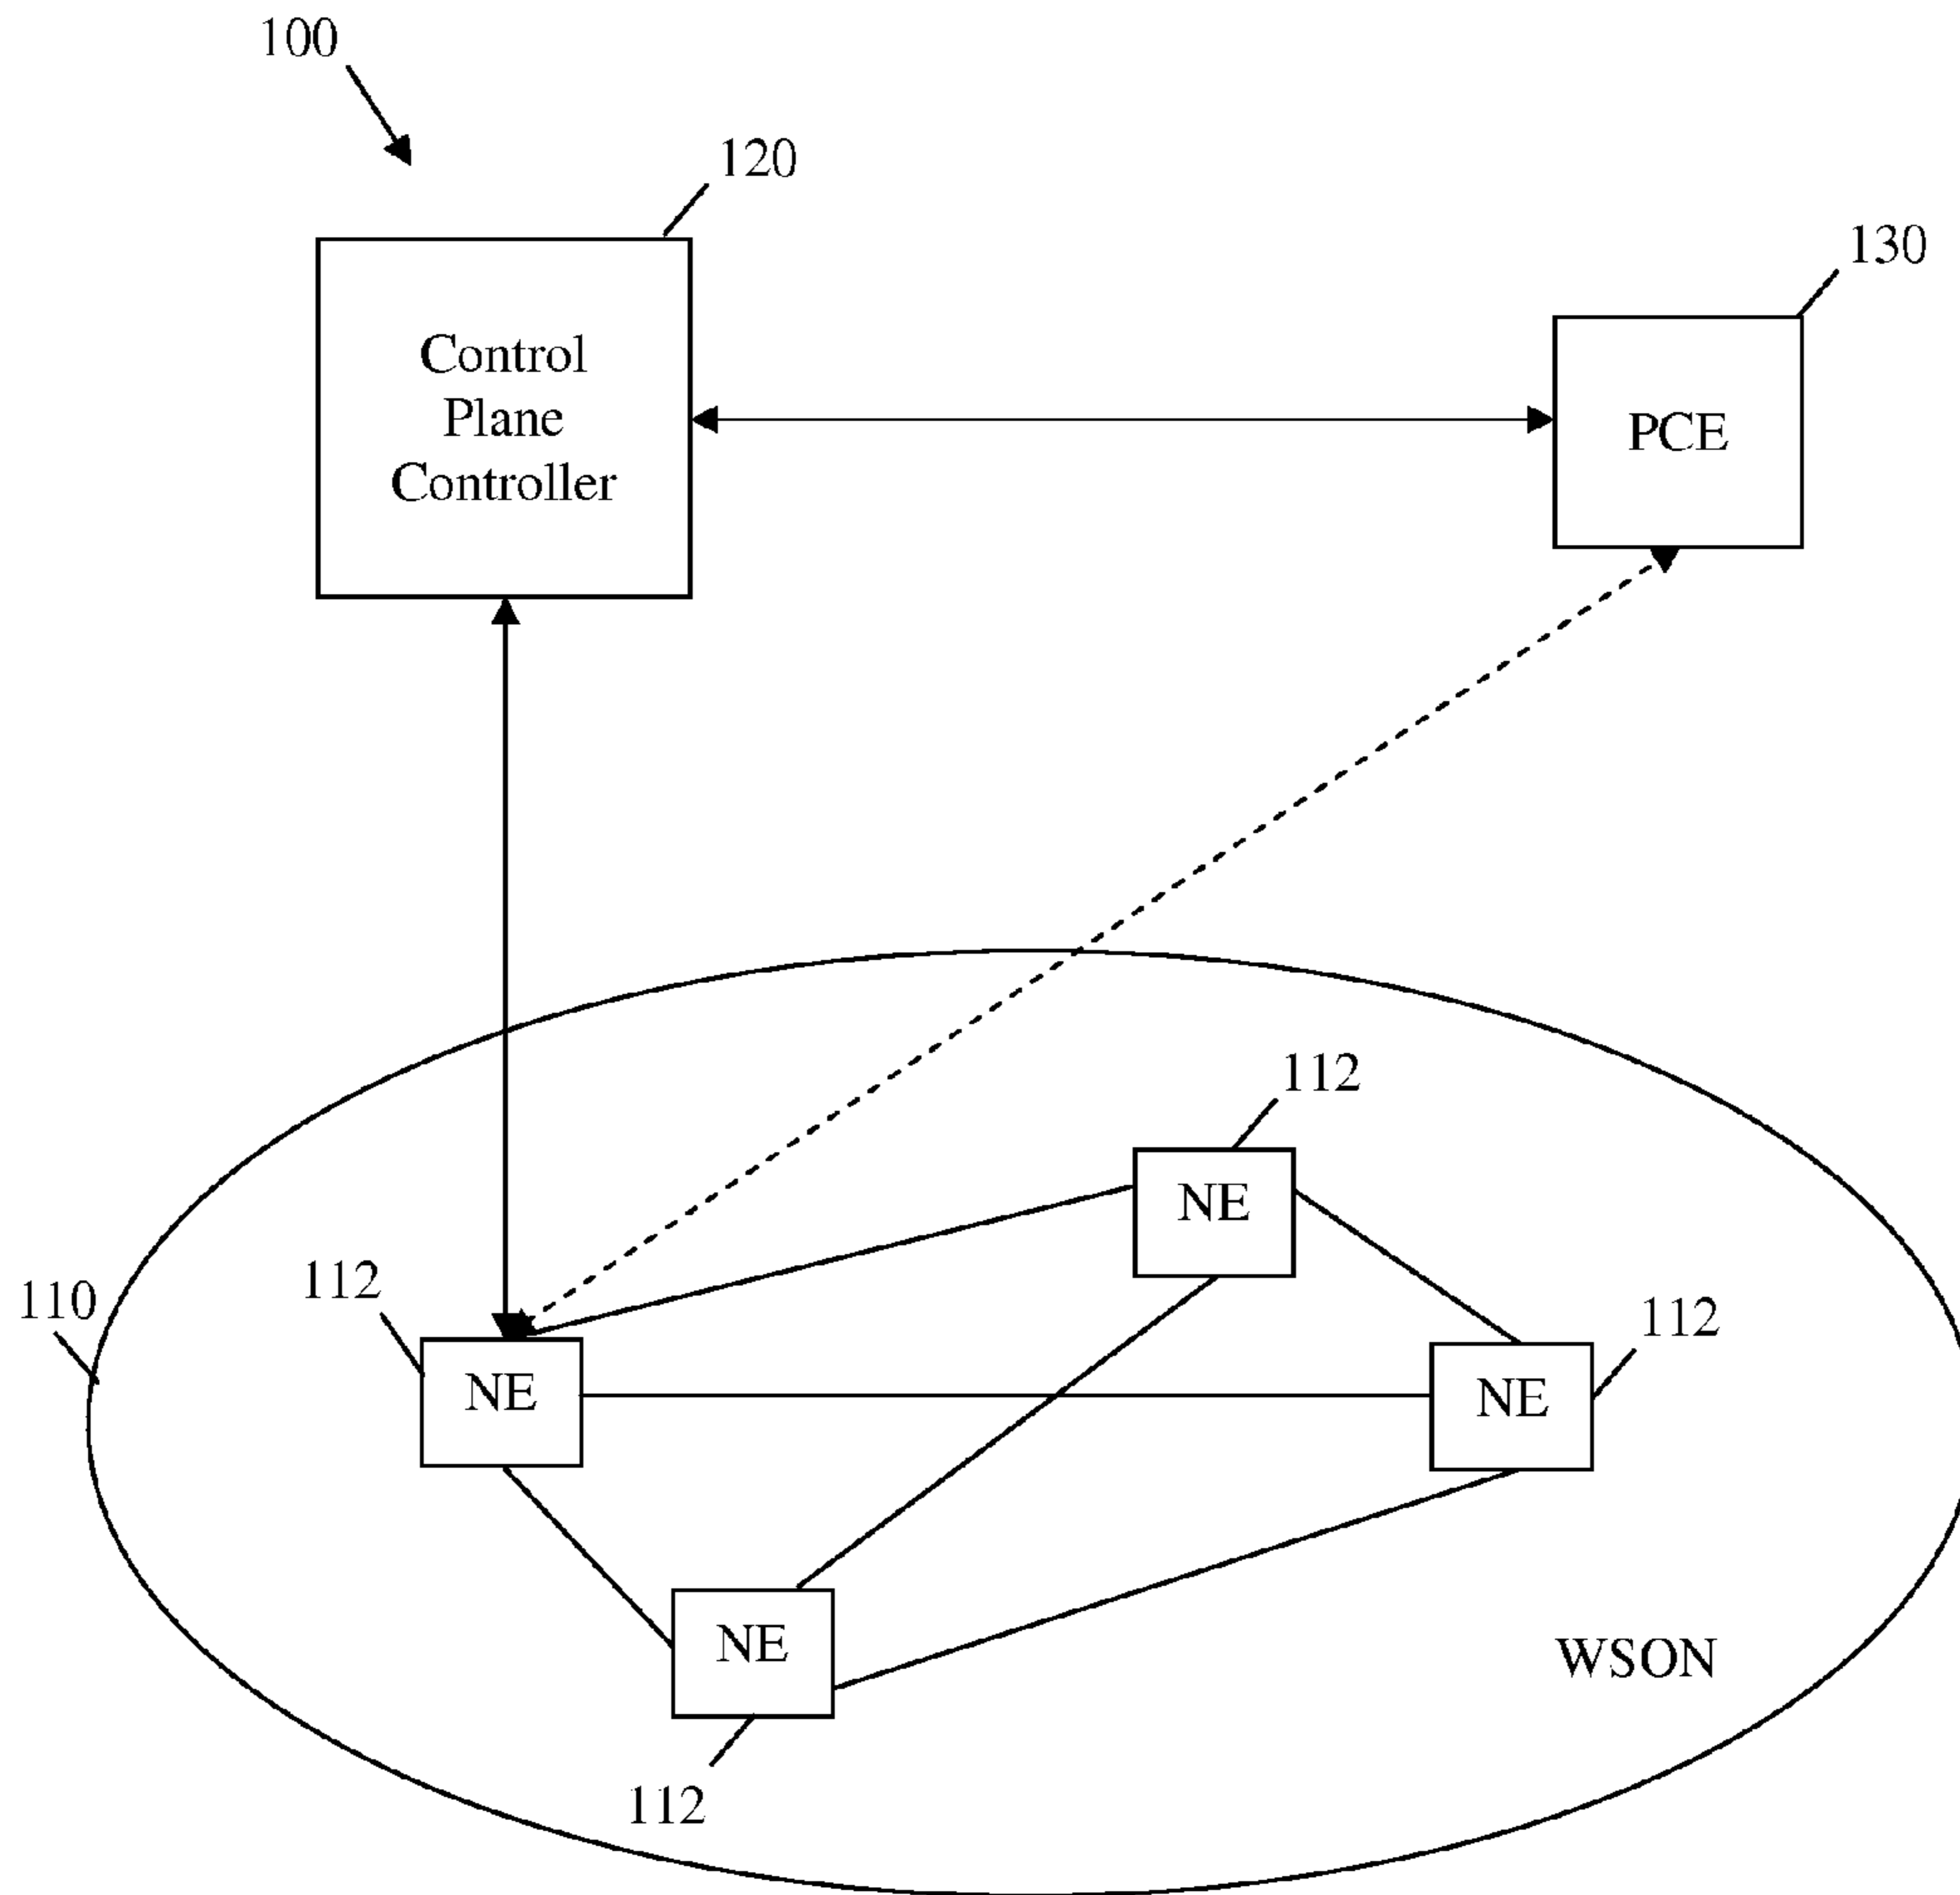 100
120
130
Control
Plane
Controller
PCE
112
NE
112
110
NE
112
NE
NE
WSON
112